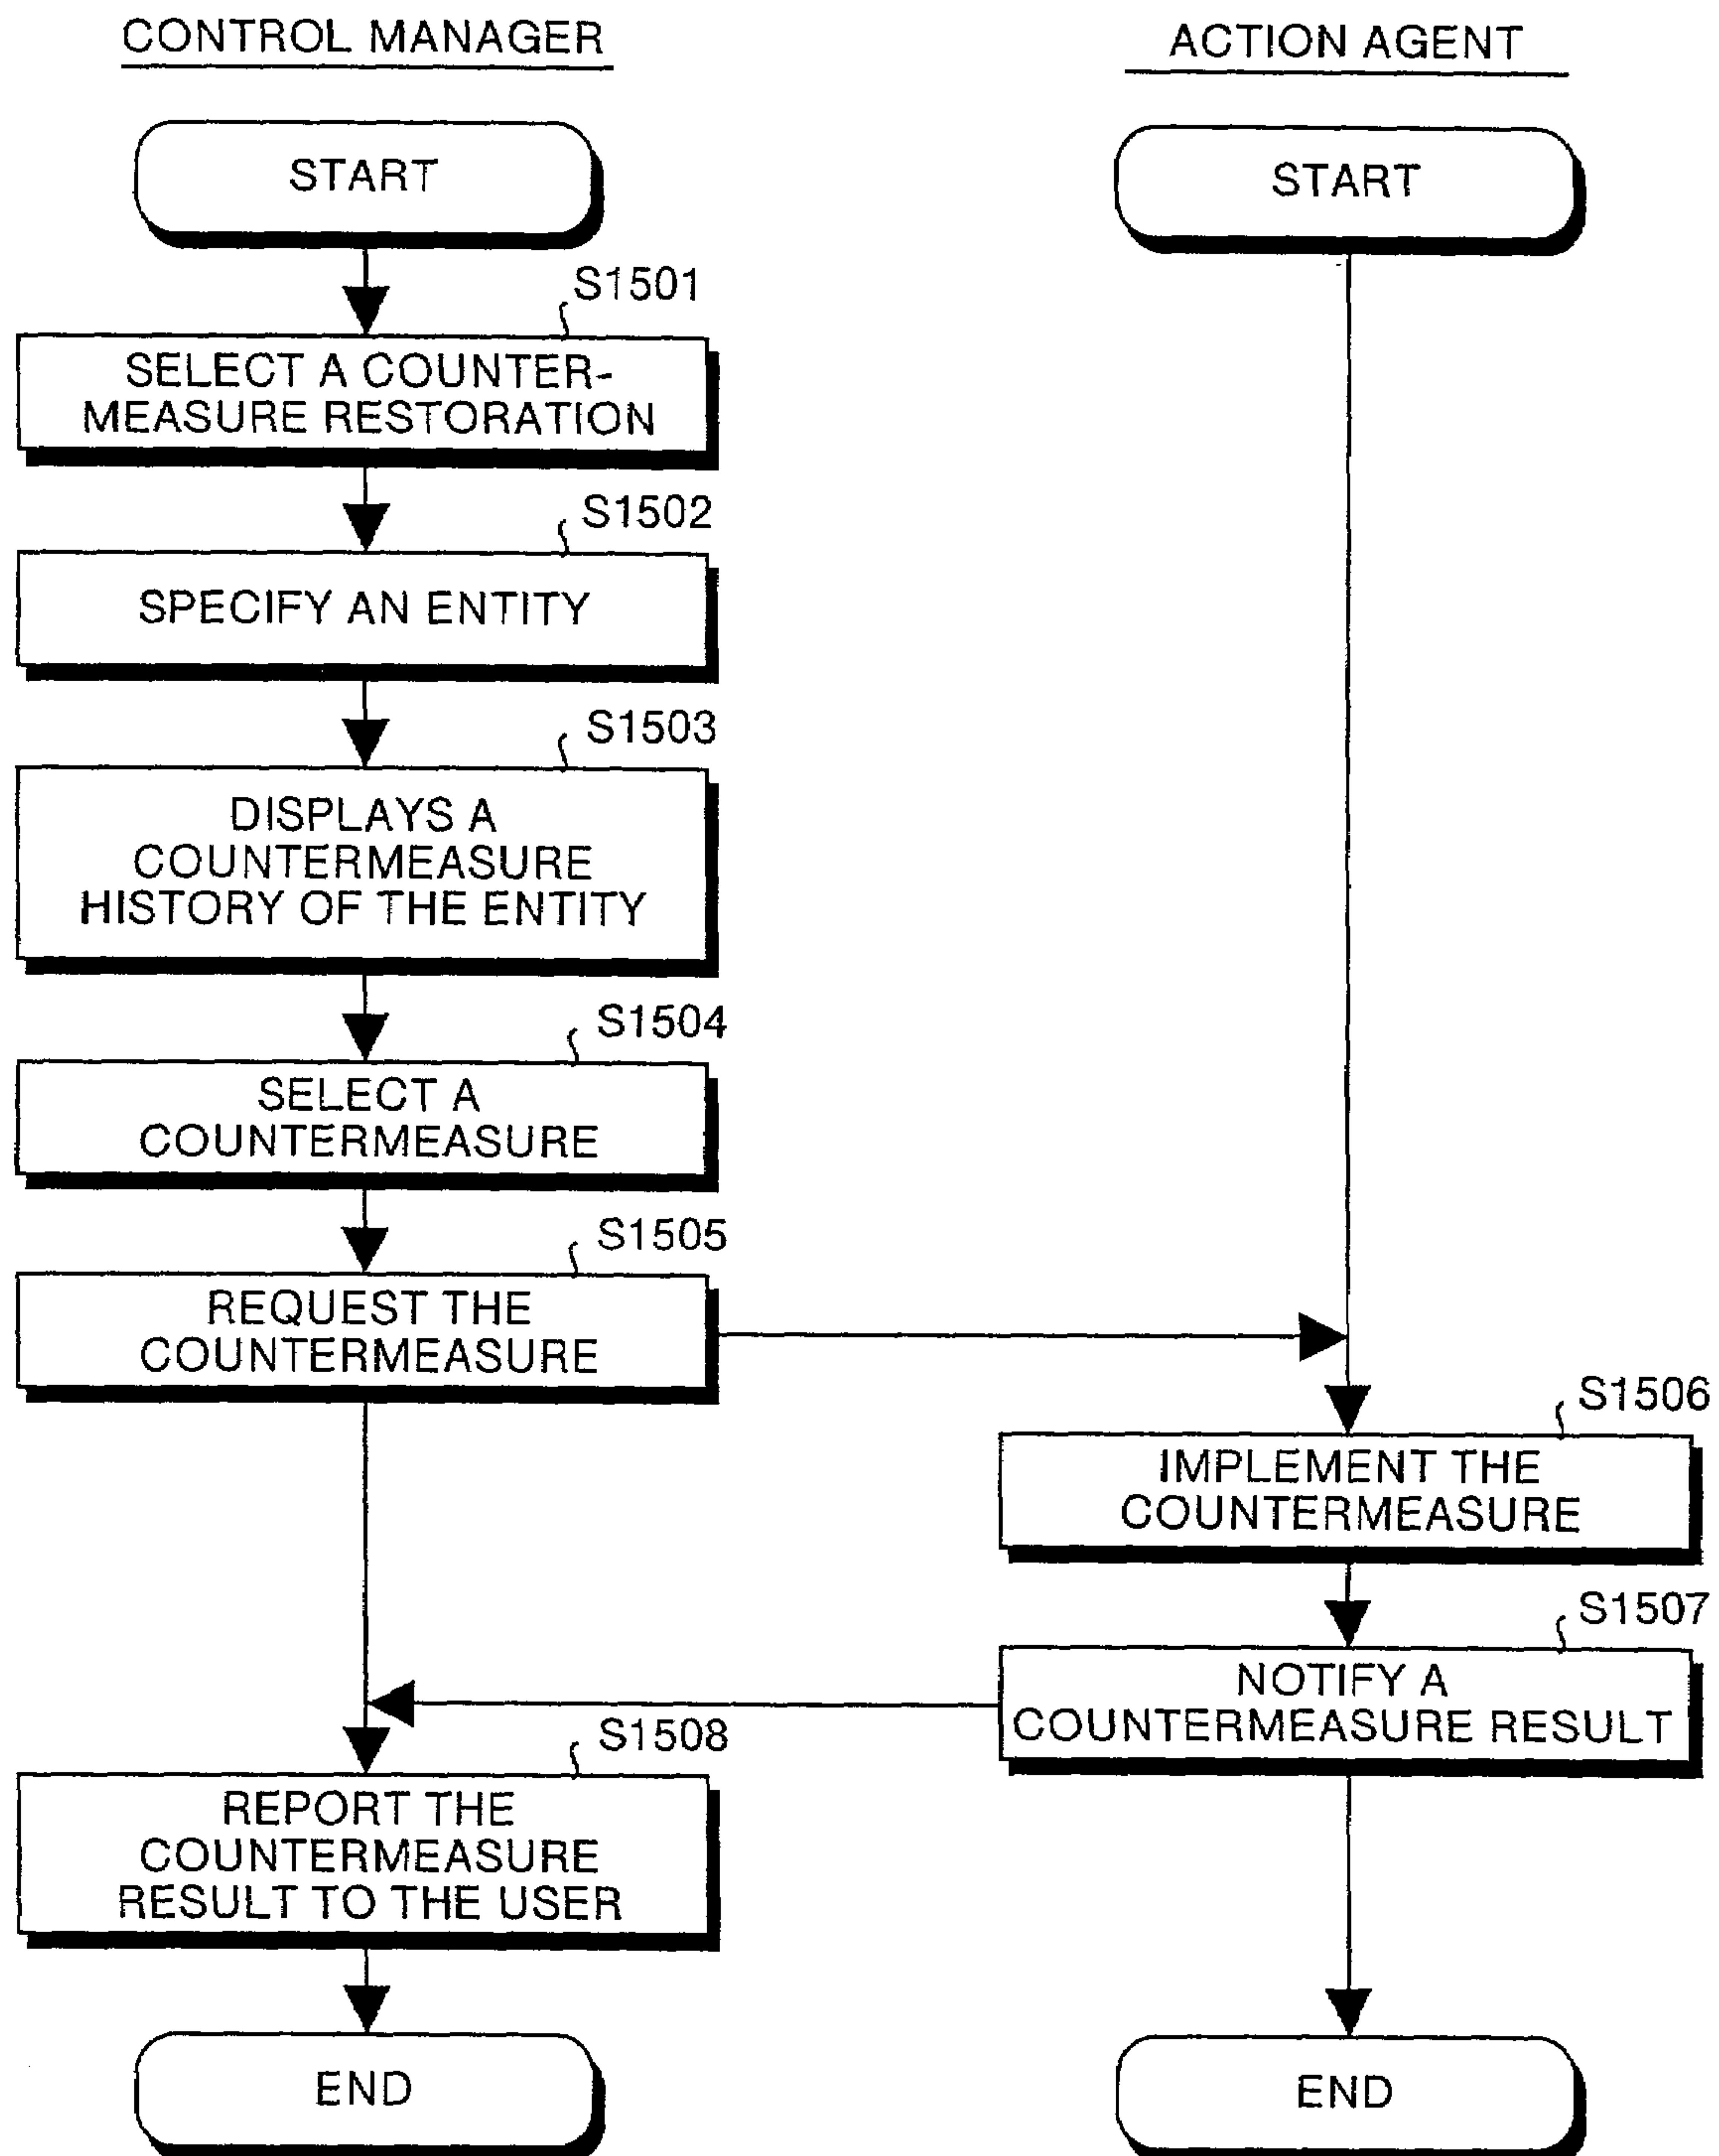 CONTROL MANAGER
ACTION AGENT
START
START
S1501
SELECT A COUNTER-
MEASURE RESTORATION
S1502
SPECIFY AN ENTITY
S1503
DISPLAYS A
COUNTERMEASURE
HISTORY OF THE ENTITY
S1504
SELECT A
COUNTERMEASURE
S1505
REQUEST THE
COUNTERMEASURE
S1506
IMPLEMENT THE
COUNTERMEASURE
S1507
NOTIFY A
COUNTERMEASURE RESULT
S1508
REPORT THE
COUNTERMEASURE
RESULT TO THE USER
END
END